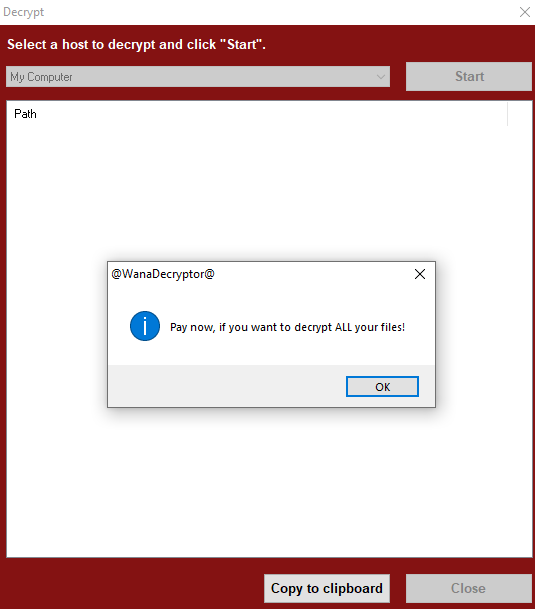 Decrypt
Select a host to decrypt and click "Start".
My Computer
Start
Path
@WanaDecryptor@
Pay now, if you want to decrypt ALL your files!
OK
Copy to clipboard
Close